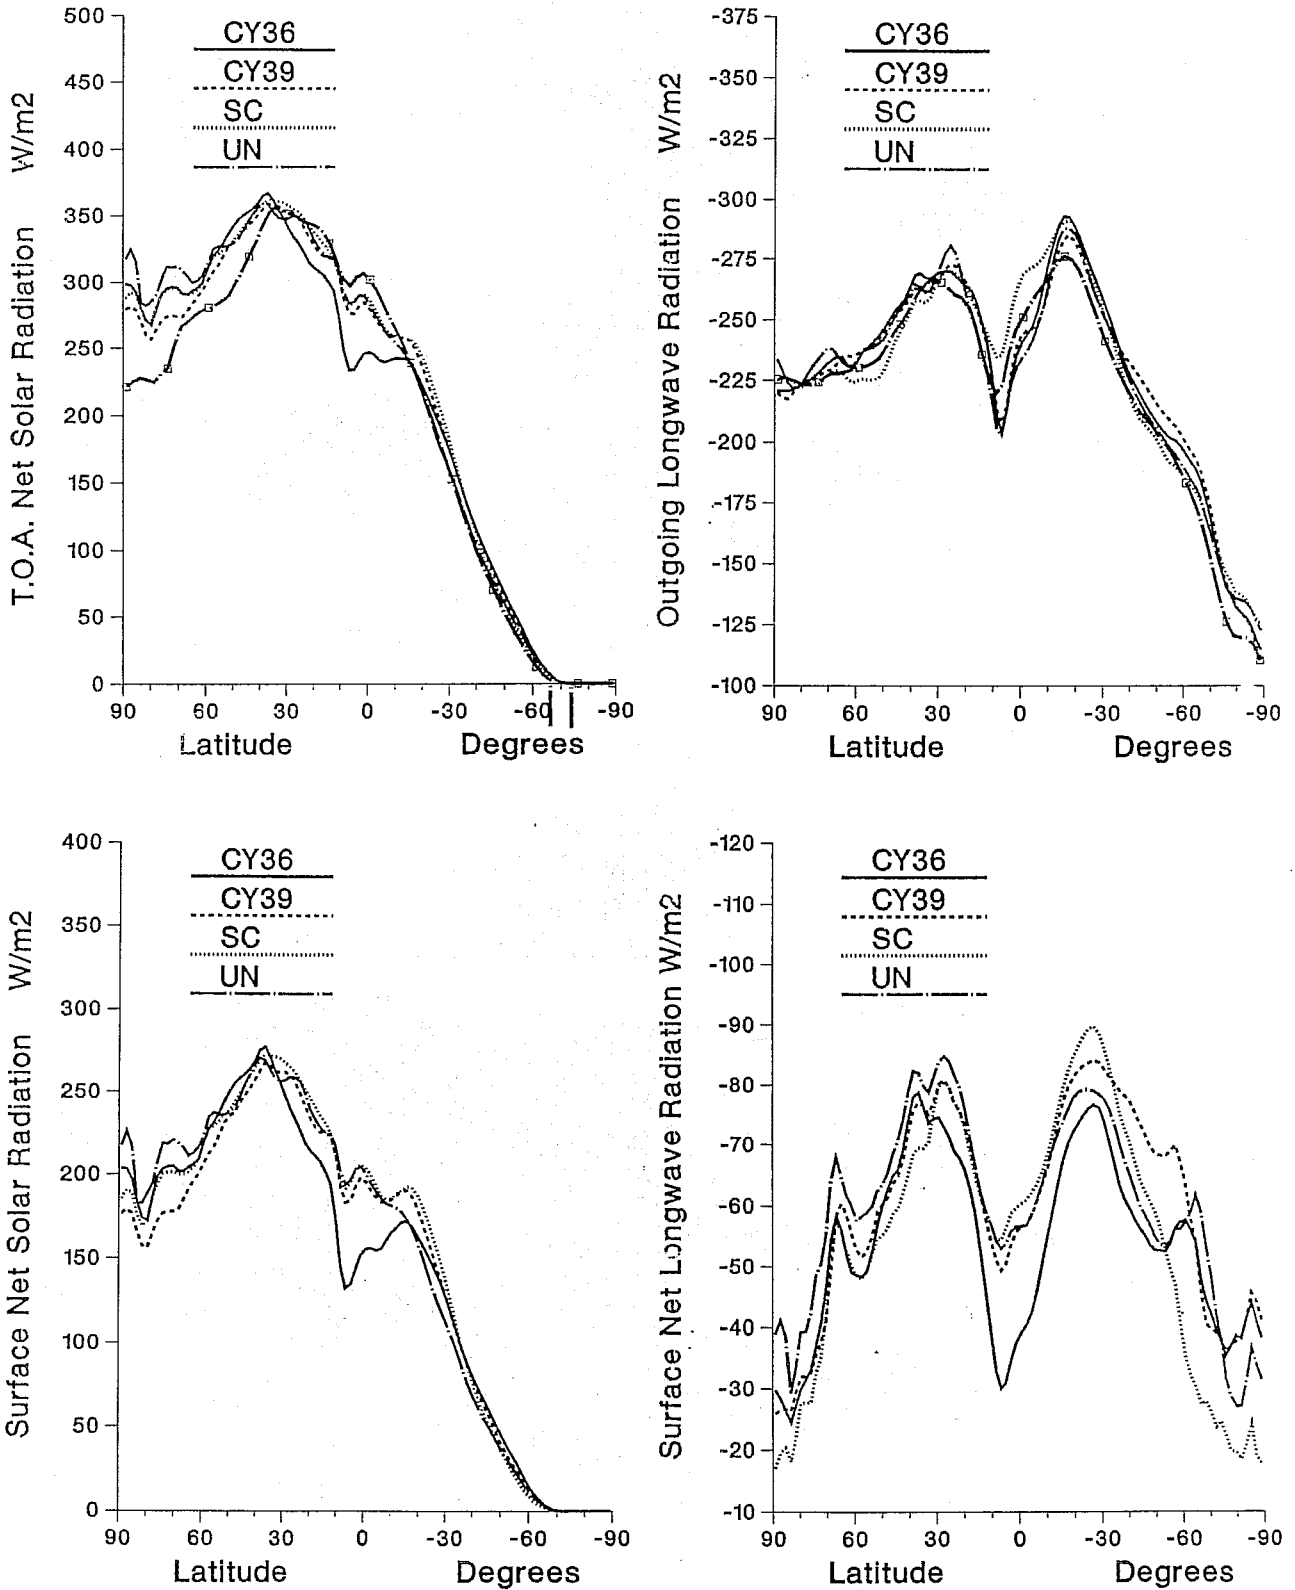 T.O.A. Net Solar Radiation W/m2
500
450
400
350
300
250
200
150
100
50
0
CY36
CY39
SC
UN
90 60 30 0 -30 -60 -90
Latitude Degrees
Outgoing Longwave Radiation W/m2
-375
-350
-325
-300
-275
-250
-225
-200
-175
-150
-125
-100
CY36
CY39
SC
UN
90 60 30 0 -30 -60 -90
Latitude Degrees
Surface Net Solar Radiation W/m2
400
350
300
250
200
150
100
50
0
CY36
CY39
SC
UN
90 60 30 0 -30 -60 -90
Latitude Degrees
Surface Net Longwave Radiation W/m2
-120
-110
-100
-90
-80
-70
-60
-50
-40
-30
-20
-10
CY36
CY39
SC
UN
90 60 30 0 -30 -60 -90
Latitude Degrees